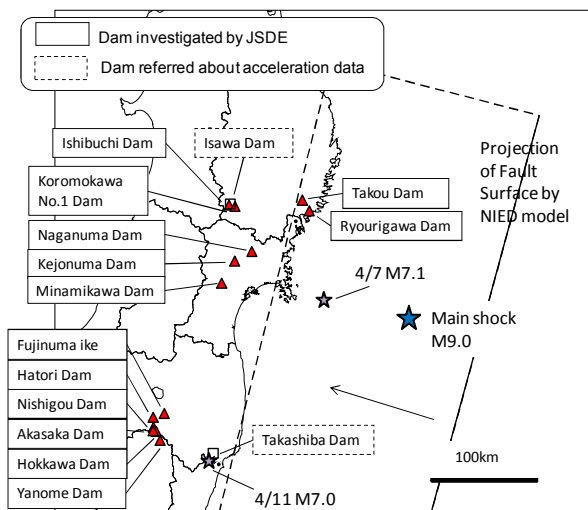 Dam investigated by JSDE
Dam referred about acceleration data
Ishibuchi Dam
Isawa Dam
Koromokawa
No.1 Dam
Naganuma Dam
Kejonuma Dam
Minamikawa Dam
Takou Dam
Ryourigawa Dam
Projection
of Fault
Surface by
NIED model
4/7 M7.1
Main shock
M9.0
Fujinuma ike
Hatori Dam
Nishigou Dam
Akasaka Dam
Hokkawa Dam
Yanome Dam
Takashiba Dam
4/11 M7.0
100km